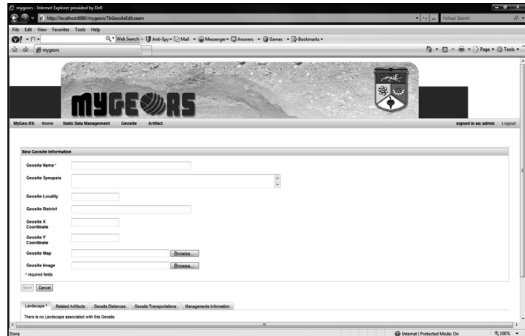 mygeors - Internet Explorer provided by Dell
http://localhost:8080/mygeors/TblGeositeEdit.seam
Yahoo! Search
File Edit View Favorites Tools Help
Web Search Anti-Spy Mail Messenger Answers Games Bookmarks
mygeors Page Tools
MYGEORS
MyGeo-RS: Home Static Data Management Geosite Artifact signed in as: admin Logout
New Geosite Information
Geosite Name *
Geosite Synopsis
Geosite Locality
Geosite District
Geosite X
Coordinate
Geosite Y
Coordinate
Geosite Map Browse...
Geosite Image Browse...
* required fields
Save Cancel
Landscape * Related Artifacts Geosite Distances Geosite Transportations Managements Information
There is no Landscape associated with this Geosite.
Done Internet | Protected Mode: On 100%